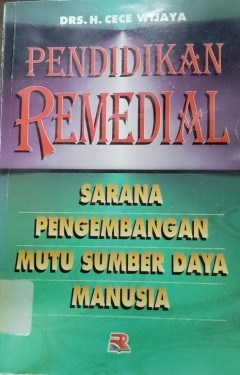 DRS. H. CECE WIJAYA
PENDIDIKAN
REMEDIAL
SARANA
PENGEMBANGAN
MUTU SUMBER DAYA
MANUSIA